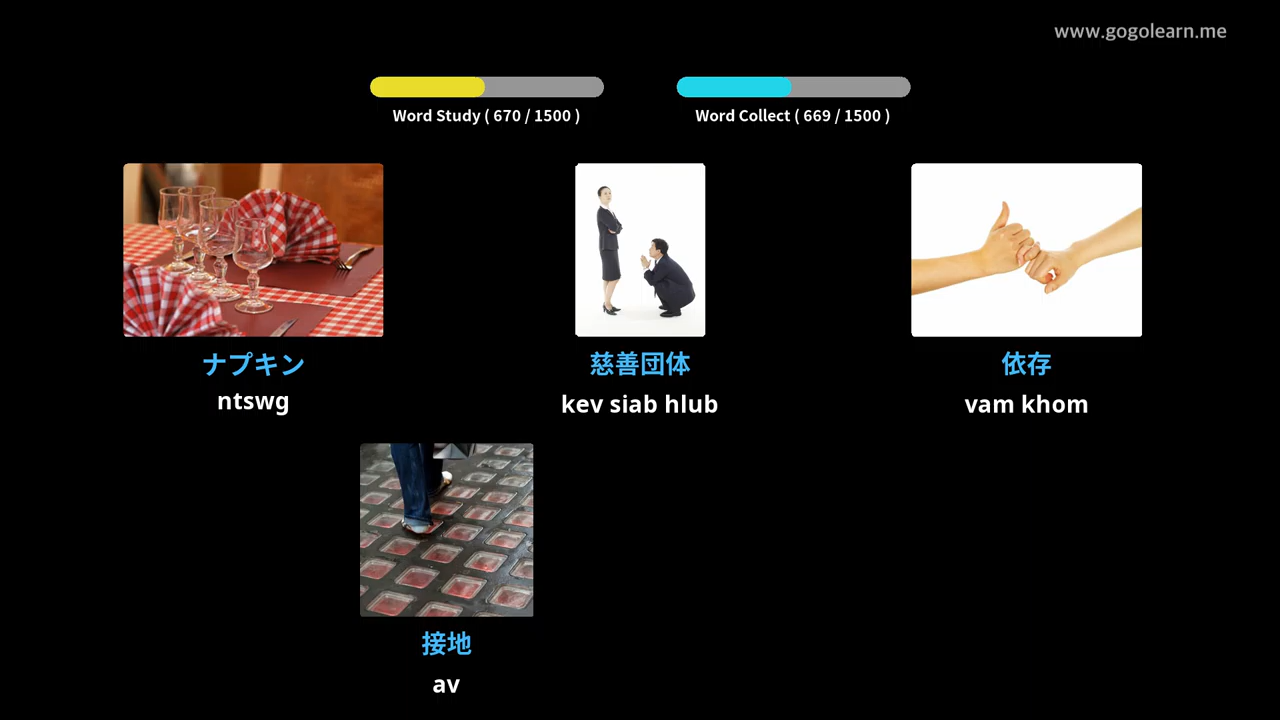 www.gogolearn.me
Word Study ( 670 / 1500 )
Word Collect ( 669 / 1500 )
ナプキン
ntswg
慈善団体
kev siab hlub
依存
vam khom
接地
av